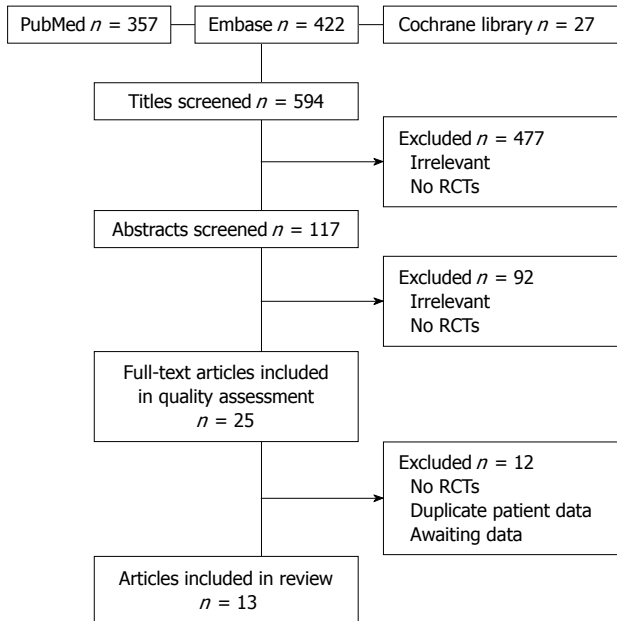 PubMed n = 357
Embase n = 422
Cochrane library n = 27
Titles screened n = 594
Excluded n = 477
Irrelevant
No RCTs
Abstracts screened n = 117
Excluded n = 92
Irrelevant
No RCTs
Full-text articles included
in quality assessment
n = 25
Excluded n = 12
No RCTs
Duplicate patient data
Awaiting data
Articles included in review
n = 13